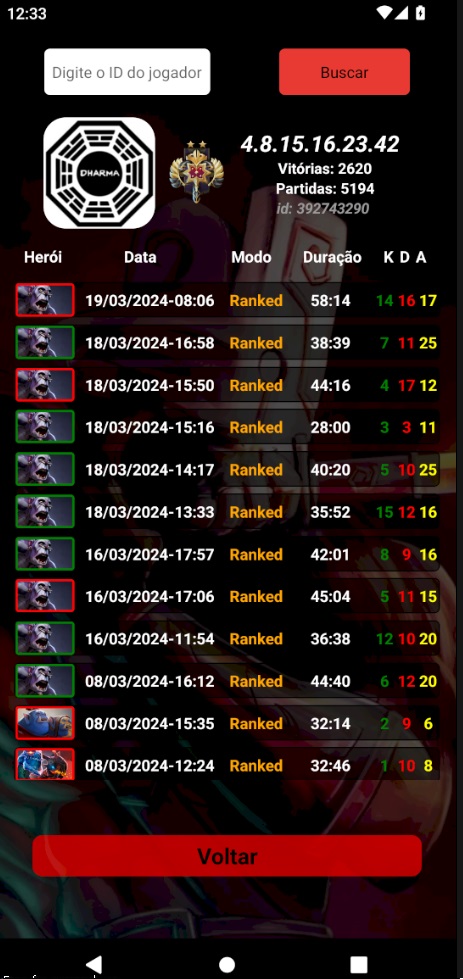 12:33
Digite o ID do jogador
Buscar
DHARMA
4.8.15.16.23.42
Vitórias: 2620
Partidas: 5194
id: 392743290
Herói Data Modo Duração K D A
19/03/2024-08:06 Ranked 58:14 14 16 17
18/03/2024-16:58 Ranked 38:39 7 11 25
18/03/2024-15:50 Ranked 44:16 4 17 12
18/03/2024-15:16 Ranked 28:00 3 3 11
18/03/2024-14:17 Ranked 40:20 5 10 25
18/03/2024-13:33 Ranked 35:52 15 12 16
16/03/2024-17:57 Ranked 42:01 8 9 16
16/03/2024-17:06 Ranked 45:04 5 11 15
16/03/2024-11:54 Ranked 36:38 12 10 20
08/03/2024-16:12 Ranked 44:40 6 12 20
08/03/2024-15:35 Ranked 32:14 2 9 6
08/03/2024-12:24 Ranked 32:46 1 10 8
Voltar